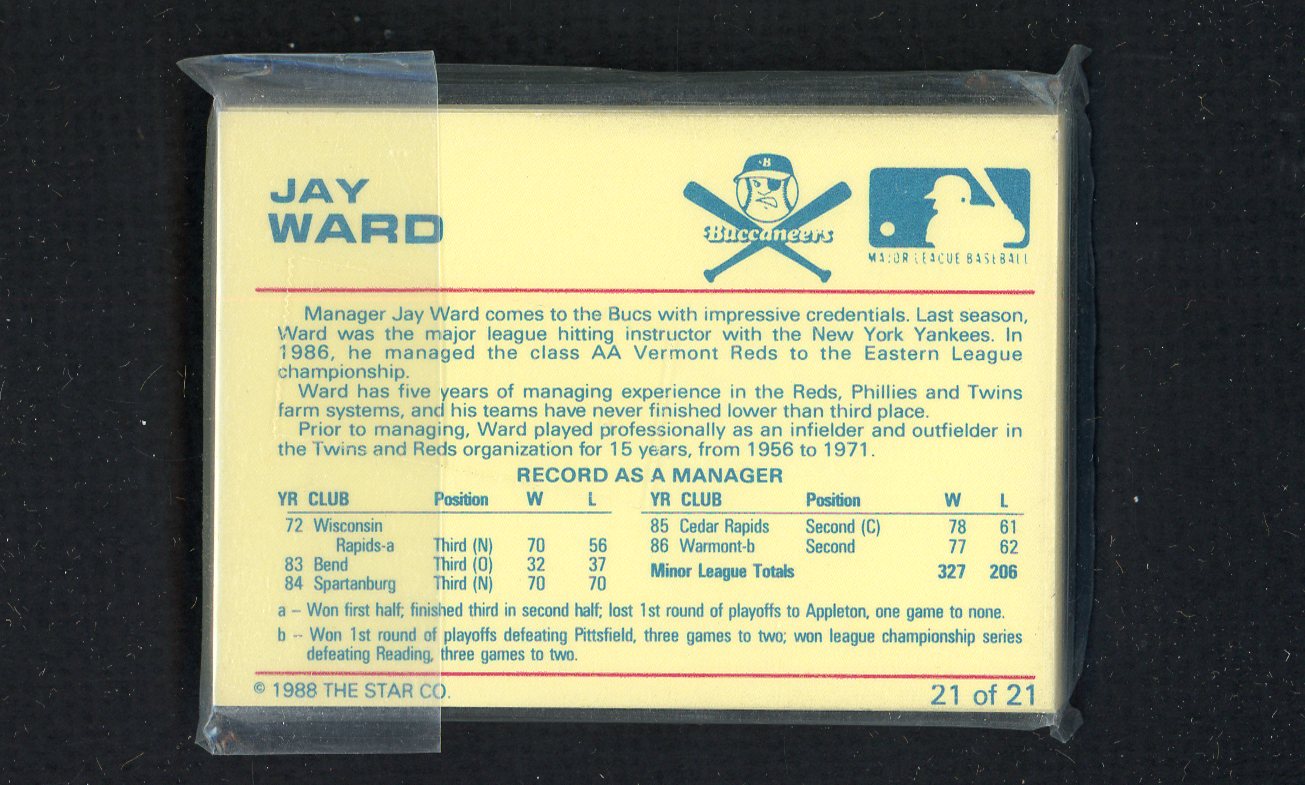 JAY
WARD
B
Buccaneers
MAJOR LEAGUE BASEBALL
Manager Jay Ward comes to the Bucs with impressive credentials. Last season,
Ward was the major league hitting instructor with the New York Yankees. In
1986, he managed the class AA Vermont Reds to the Eastern League
championship.
Ward has five years of managing experience in the Reds, Phillies and Twins
farm systems, and his teams have never finished lower than third place.
Prior to managing, Ward played professionally as an infielder and outfielder in
the Twins and Reds organization for 15 years, from 1956 to 1971.
RECORD AS A MANAGER
YR CLUB Position W L
72 Wisconsin
Rapids-a Third (N) 70 56
83 Bend Third (O) 32 37
84 Spartanburg Third (N) 70 70
YR CLUB Position W L
85 Cedar Rapids Second (C) 78 61
86 Warmont-b Second 77 62
Minor League Totals 327 206
a – Won first half; finished third in second half; lost 1st round of playoffs to Appleton, one game to none.
b – Won 1st round of playoffs defeating Pittsfield, three games to two; won league championship series
defeating Reading, three games to two.
© 1988 THE STAR CO.
21 of 21